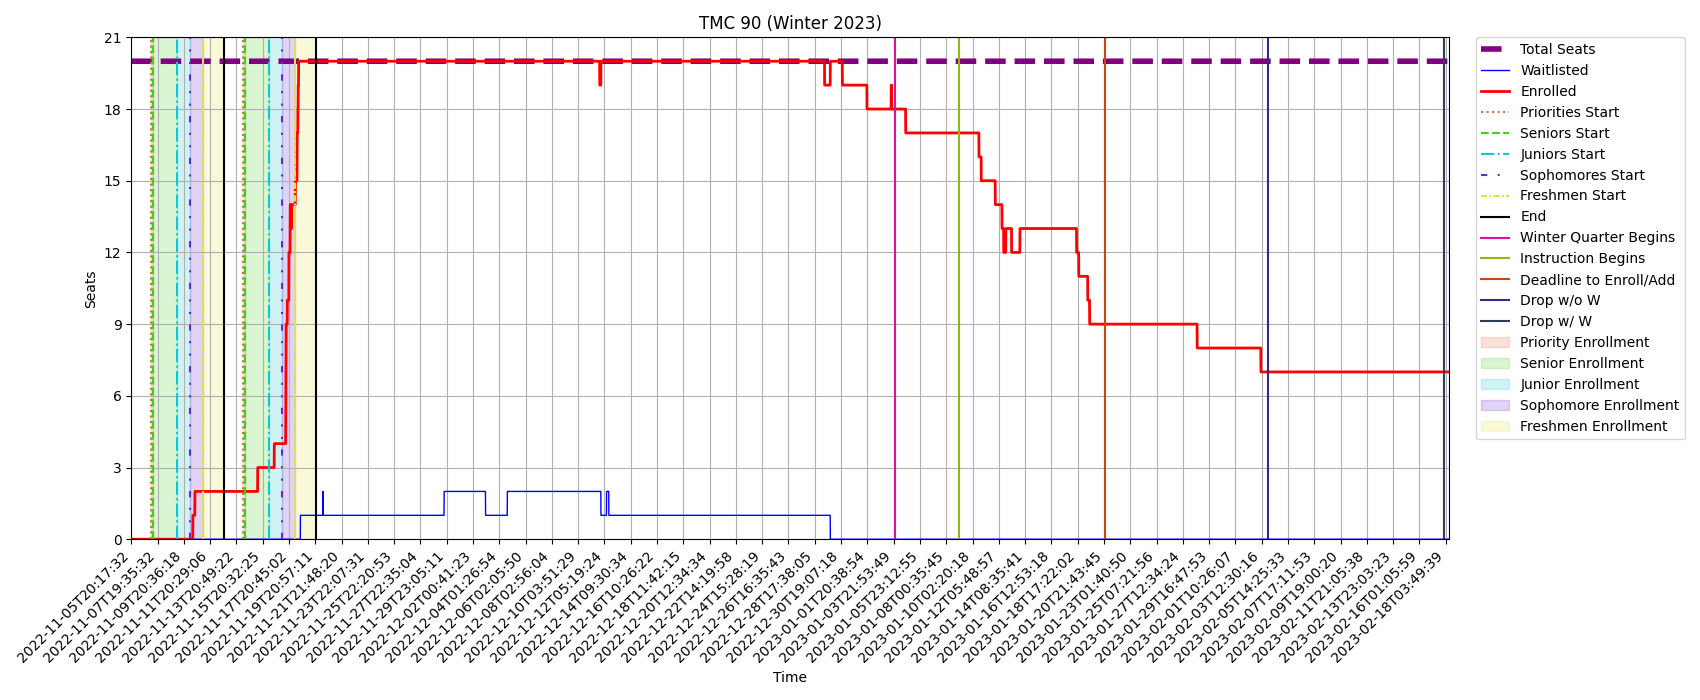 TMC 90 (Winter 2023)
21
18
15
12
9
6
3
0
Seats
2022-11-05T20:17:32
2022-11-07T19:35:32
2022-11-09T20:36:18
2022-11-11T20:29:06
2022-11-13T20:49:22
2022-11-15T20:32:25
2022-11-17T20:45:02
2022-11-19T20:57:11
2022-11-21T21:48:20
2022-11-23T22:07:31
2022-11-25T22:20:53
2022-11-27T22:35:04
2022-11-29T23:05:11
2022-12-02T00:41:23
2022-12-04T01:26:54
2022-12-06T02:05:50
2022-12-08T02:56:04
2022-12-10T03:51:29
2022-12-12T05:19:24
2022-12-14T09:30:34
2022-12-16T10:26:22
2022-12-18T11:42:15
2022-12-20T12:34:34
2022-12-22T14:19:58
2022-12-24T15:28:19
2022-12-26T16:35:43
2022-12-28T17:38:05
2022-12-30T19:07:18
2023-01-01T20:38:54
2023-01-03T21:53:49
2023-01-05T23:12:55
2023-01-08T00:35:45
2023-01-10T02:20:18
2023-01-12T05:48:57
2023-01-14T08:35:41
2023-01-16T12:53:18
2023-01-18T17:22:02
2023-01-20T21:43:45
2023-01-23T01:40:50
2023-01-25T07:21:56
2023-01-27T12:34:24
2023-01-29T16:47:53
2023-02-01T10:26:07
2023-02-03T12:30:16
2023-02-05T14:25:33
2023-02-07T17:11:53
2023-02-09T19:00:20
2023-02-11T21:05:38
2023-02-13T23:03:23
2023-02-16T01:05:59
2023-02-18T03:49:39
Time
Total Seats
Waitlisted
Enrolled
Priorities Start
Seniors Start
Juniors Start
Sophomores Start
Freshmen Start
End
Winter Quarter Begins
Instruction Begins
Deadline to Enroll/Add
Drop w/o W
Drop w/ W
Priority Enrollment
Senior Enrollment
Junior Enrollment
Sophomore Enrollment
Freshmen Enrollment